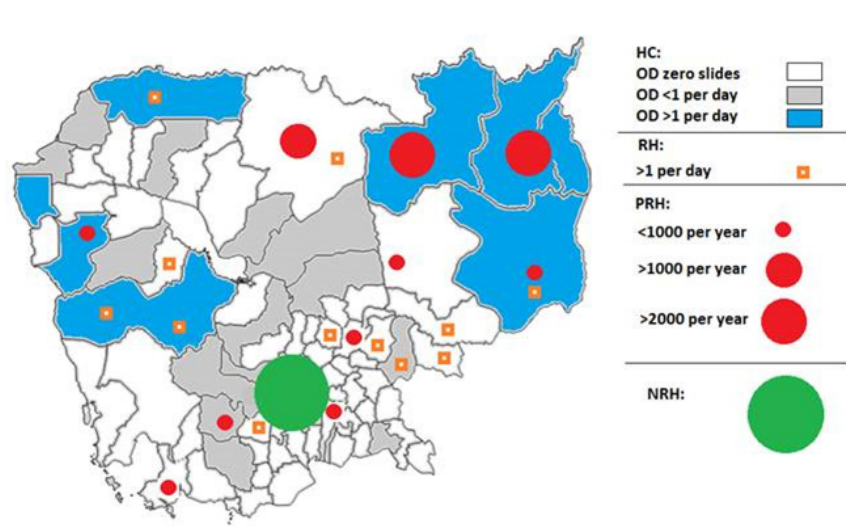 HC:
OD zero slides
OD <1 per day
OD >1 per day
RH:
>1 per day
PRH:
<1000 per year
>1000 per year
>2000 per year
NRH: